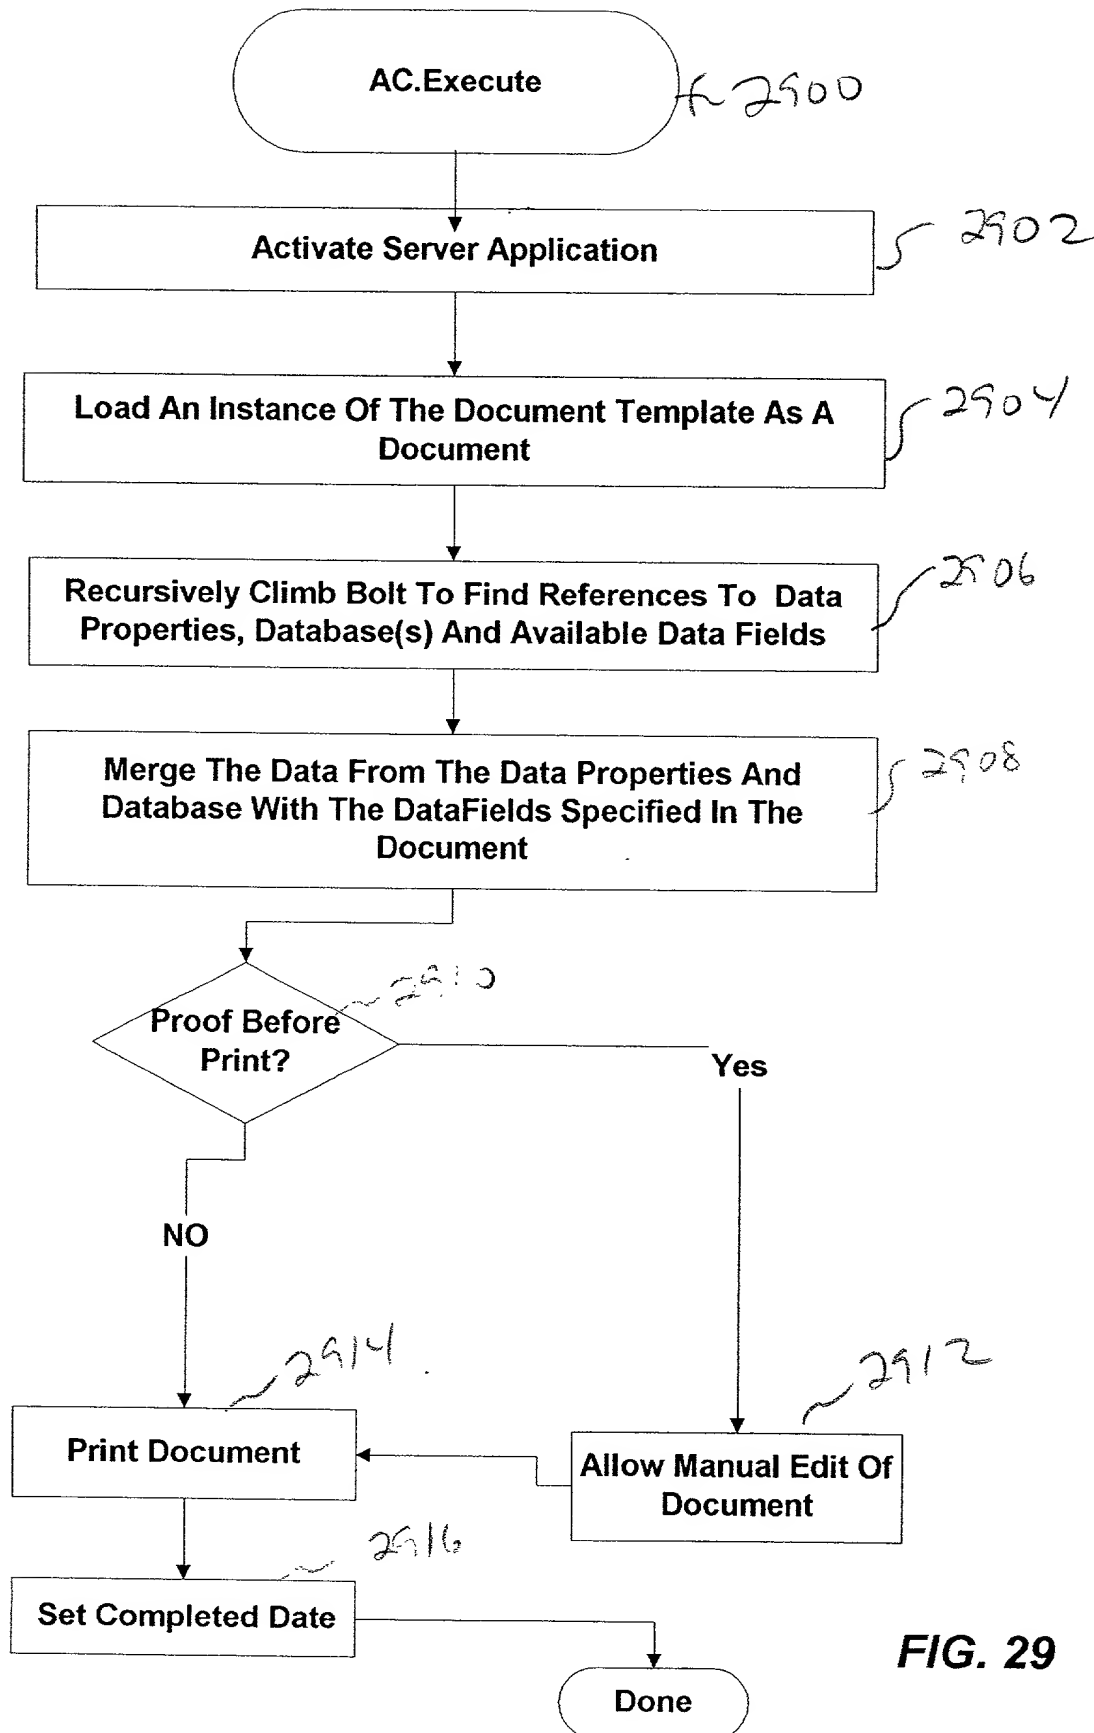 AC.Execute
2900
Activate Server Application
2902
Load An Instance Of The Document Template As A
Document
2904
Recursively Climb Bolt To Find References To Data
Properties, Database(s) And Available Data Fields
2906
Merge The Data From The Data Properties And
Database With The DataFields Specified In The
Document
2908
Proof Before
Print?
2910
Yes
NO
2914
2912
Print Document
Allow Manual Edit Of
Document
2916
Set Completed Date
FIG. 29
Done